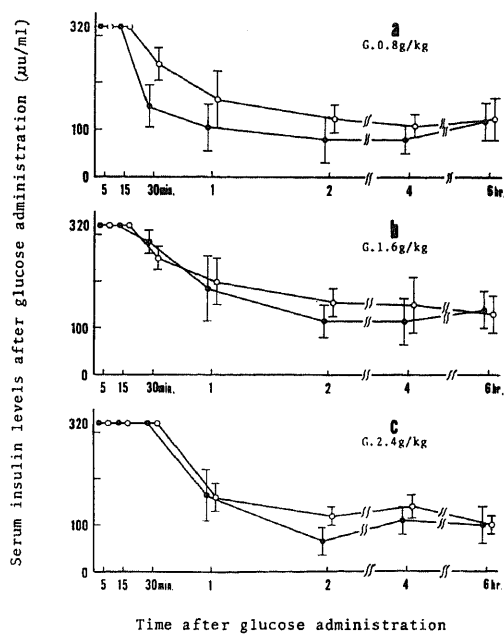 Serum insulin levels after glucose administration (μu/ml)
a
G.0.8g/kg
320
100
0
5 15 30min. 1 2 4 6hr.
b
G.1.6g/kg
320
100
0
5 15 30min. 1 2 4 6hr.
c
G.2.4g/kg
320
100
0
5 15 30min. 1 2 4 6hr.
Time after glucose administration